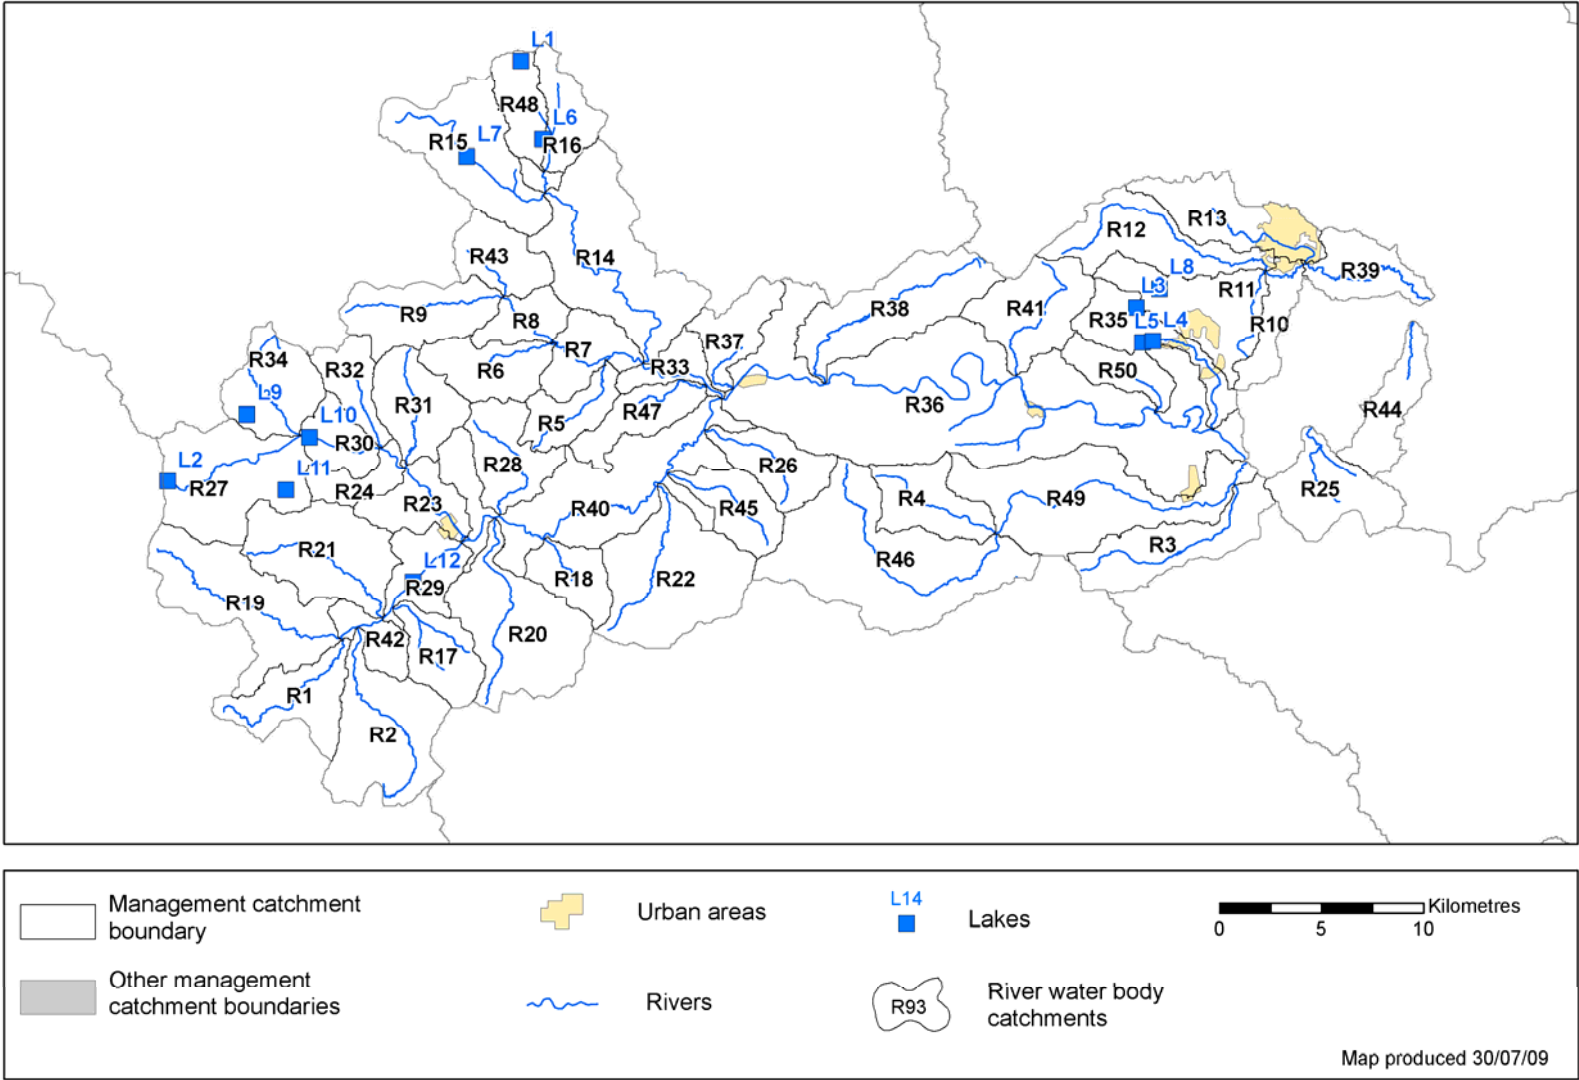 L1
R48
L6
L7
R15
R16
R13
R12
R43
R14
L8
R39
L3
R11
R38
R41
R9
R8
R35
L5 L4
R10
R37
R7
R34
R33
R32
R6
R50
L9
R31
R47
R36
R44
L10
R5
R30
L2
R28
R26
L11
R27
R24
R4
R49
R25
R23
R40
R45
R21
R3
L12
R46
R18
R22
R29
R19
R42
R20
R17
R1
R2
Management catchment
boundary
Urban areas
L14
Lakes
Kilometres
0 5 10
Other management
catchment boundaries
Rivers
R93
River water body
catchments
Map produced 30/07/09